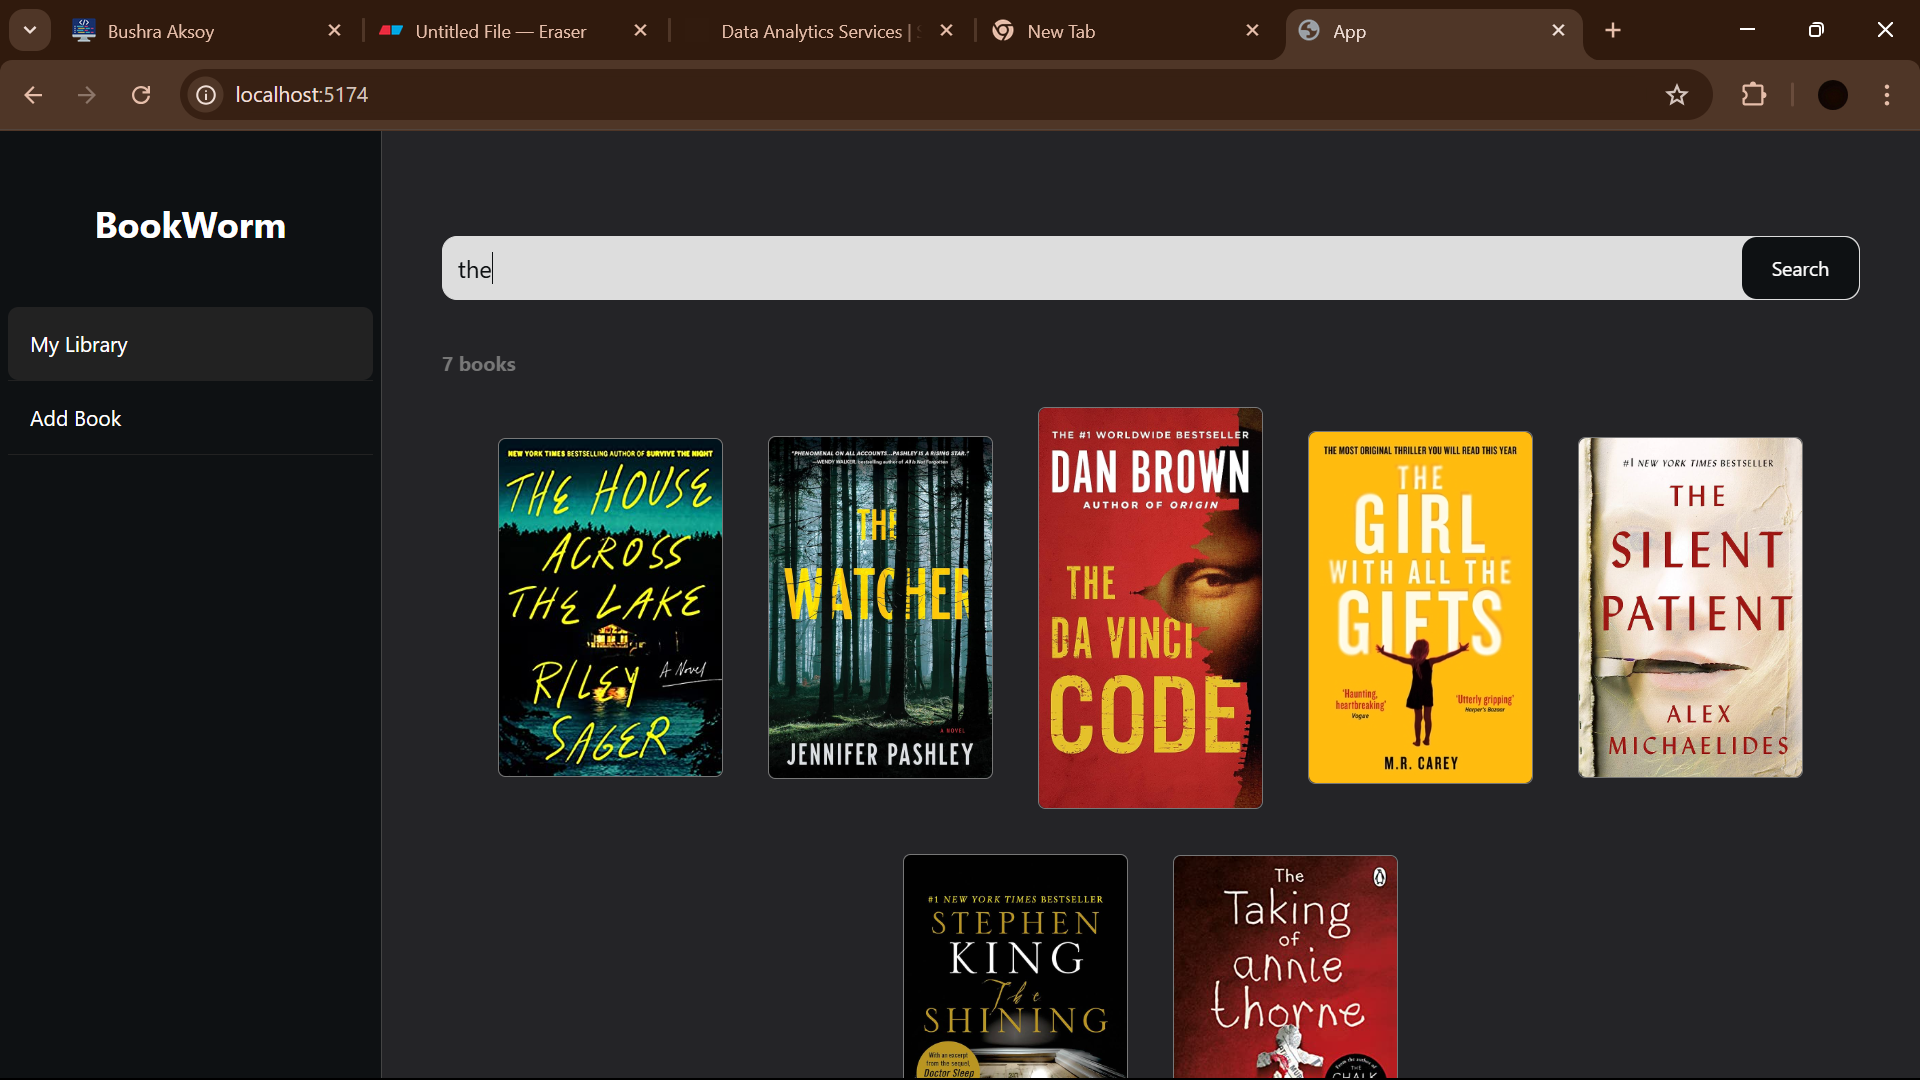 Bushra Aksoy
Untitled File — Eraser
Data Analytics Services |
New Tab
App
localhost:5174
BookWorm
My Library
Add Book
the
Search
7 books
NEW YORK TIMES BESTSELLING AUTHOR OF SURVIVE THE NIGHT
THE HOUSE
ACROSS
THE LAKE
A Novel
RILEY
SAGER
"PHENOMENAL ON ALL ACCOUNTS...PASHLEY IS A RISING STAR."
—WENDY WALKER, bestselling author of All Is Not Forgotten
THE
WATCHER
A NOVEL
JENNIFER PASHLEY
THE #1 WORLDWIDE BESTSELLER
DAN BROWN
AUTHOR OF ORIGIN
THE
DA VINCI
CODE
THE MOST ORIGINAL THRILLER YOU WILL READ THIS YEAR
THE
GIRL
WITH ALL THE
GIFTS
'Haunting, heartbreaking'
Vogue
'Utterly gripping'
Harper's Bazaar
M.R. CAREY
#1 NEW YORK TIMES BESTSELLER
THE
SILENT
PATIENT
ALEX
MICHAELIDES
#1 NEW YORK TIMES BESTSELLER
STEPHEN
KING
The
SHINING
With an excerpt
from the sequel,
Doctor Sleep
The
Taking
of
annie
thorne
From the author of
THE
CHALK